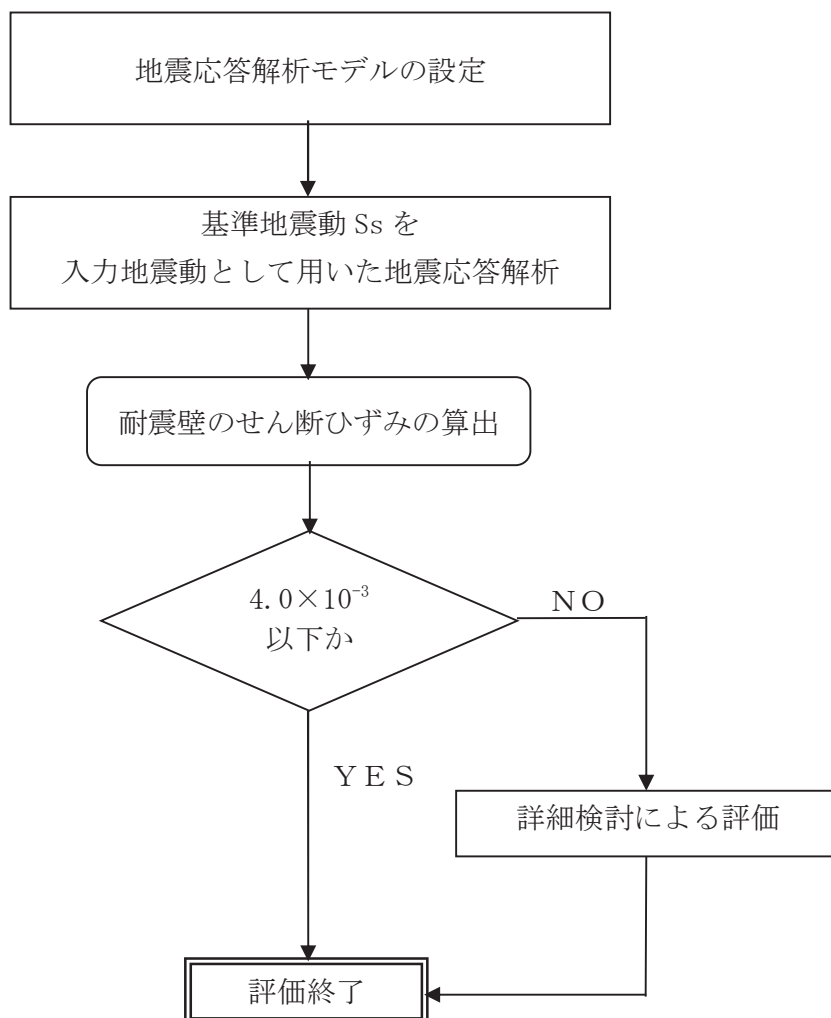 地震応答解析モデルの設定
基準地震動 Ss を
入力地震動として用いた地震応答解析
耐震壁のせん断ひずみの算出
4.0×10⁻³
以下か
ＮＯ
ＹＥＳ
詳細検討による評価
評価終了